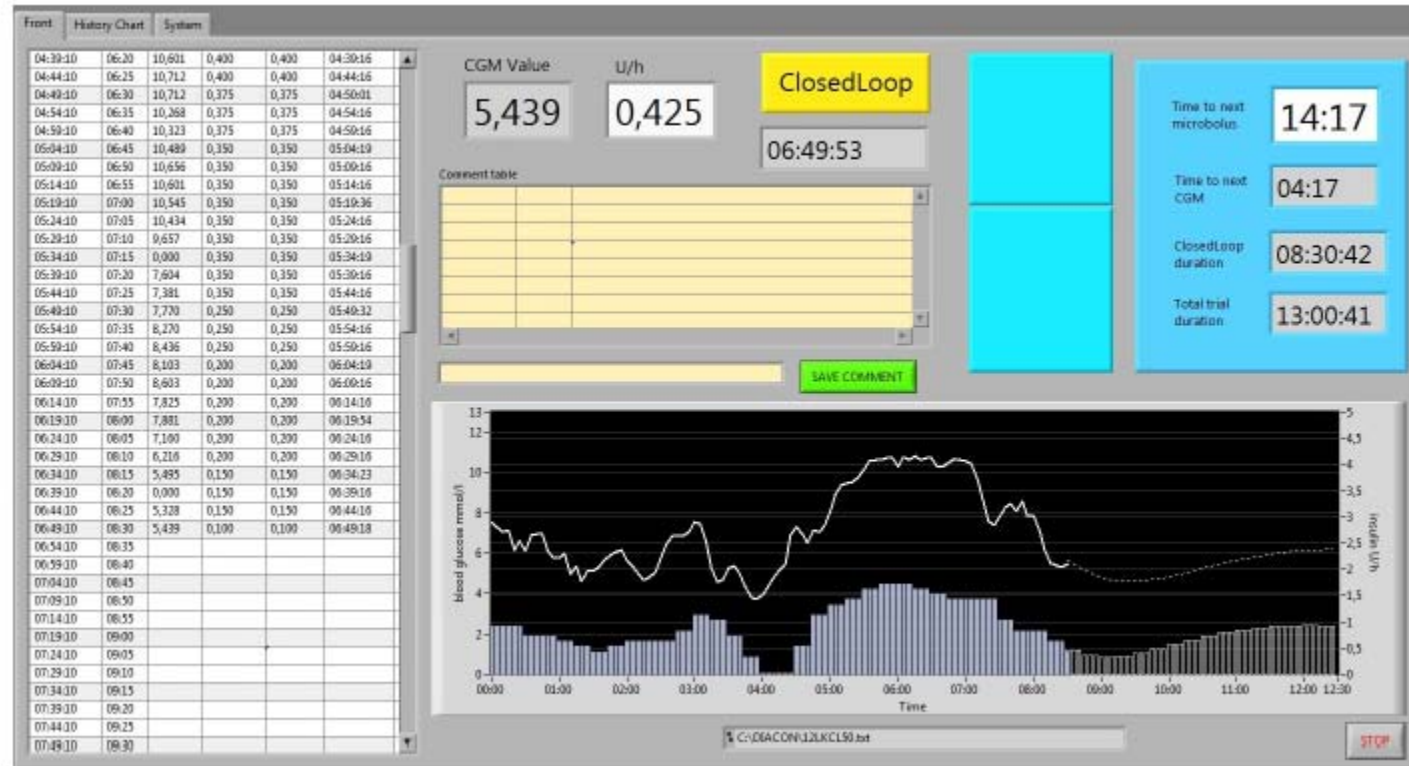 Front History Chart System
04:39:10 06:20 10,601 0,400 0,400 04:39:16
04:44:10 06:25 10,712 0,400 0,400 04:44:16
04:49:10 06:30 10,712 0,375 0,375 04:50:01
04:54:10 06:35 10,268 0,375 0,375 04:54:16
04:59:10 06:40 10,323 0,375 0,375 04:59:16
05:04:10 06:45 10,489 0,350 0,350 05:04:19
05:09:10 06:50 10,656 0,350 0,350 05:09:16
05:14:10 06:55 10,601 0,350 0,350 05:14:16
05:19:10 07:00 10,545 0,350 0,350 05:19:36
05:24:10 07:05 10,434 0,350 0,350 05:24:16
05:29:10 07:10 9,657 0,350 0,350 05:29:16
05:34:10 07:15 0,000 0,350 0,350 05:34:19
05:39:10 07:20 7,604 0,350 0,350 05:39:16
05:44:10 07:25 7,381 0,350 0,350 05:44:16
05:49:10 07:30 7,770 0,250 0,250 05:49:32
05:54:10 07:35 8,270 0,250 0,250 05:54:16
05:59:10 07:40 8,436 0,250 0,250 05:59:16
06:04:10 07:45 8,103 0,200 0,200 06:04:19
06:09:10 07:50 8,603 0,200 0,200 06:09:16
06:14:10 07:55 7,825 0,200 0,200 06:14:16
06:19:10 08:00 7,881 0,200 0,200 06:19:54
06:24:10 08:05 7,160 0,200 0,200 06:24:16
06:29:10 08:10 6,216 0,200 0,200 06:29:16
06:34:10 08:15 5,495 0,150 0,150 06:34:23
06:39:10 08:20 0,000 0,150 0,150 06:39:16
06:44:10 08:25 5,328 0,150 0,150 06:44:16
06:49:10 08:30 5,439 0,100 0,100 06:49:18
06:54:10 08:35
06:59:10 08:40
07:04:10 08:45
07:09:10 08:50
07:14:10 08:55
07:19:10 09:00
07:24:10 09:05
07:29:10 09:10
07:34:10 09:15
07:39:10 09:20
07:44:10 09:25
07:49:10 09:30
CGM Value
5,439
U/h
0,425
ClosedLoop
06:49:53
Comment table
SAVE COMMENT
Time to next
microbolus
14:17
Time to next
CGM
04:17
ClosedLoop
duration
08:30:42
Total trial
duration
13:00:41
blood glucose mmol/l
13
12
10
8
6
4
2
0
5
4,5
4
3,5
3
2,5
2
1,5
1
0,5
0
insulin U/h
00:00 01:00 02:00 03:00 04:00 05:00 06:00 07:00 08:00 09:00 10:00 11:00 12:00 12:30
Time
C:\DIACON\12LKCL50.txt
STOP